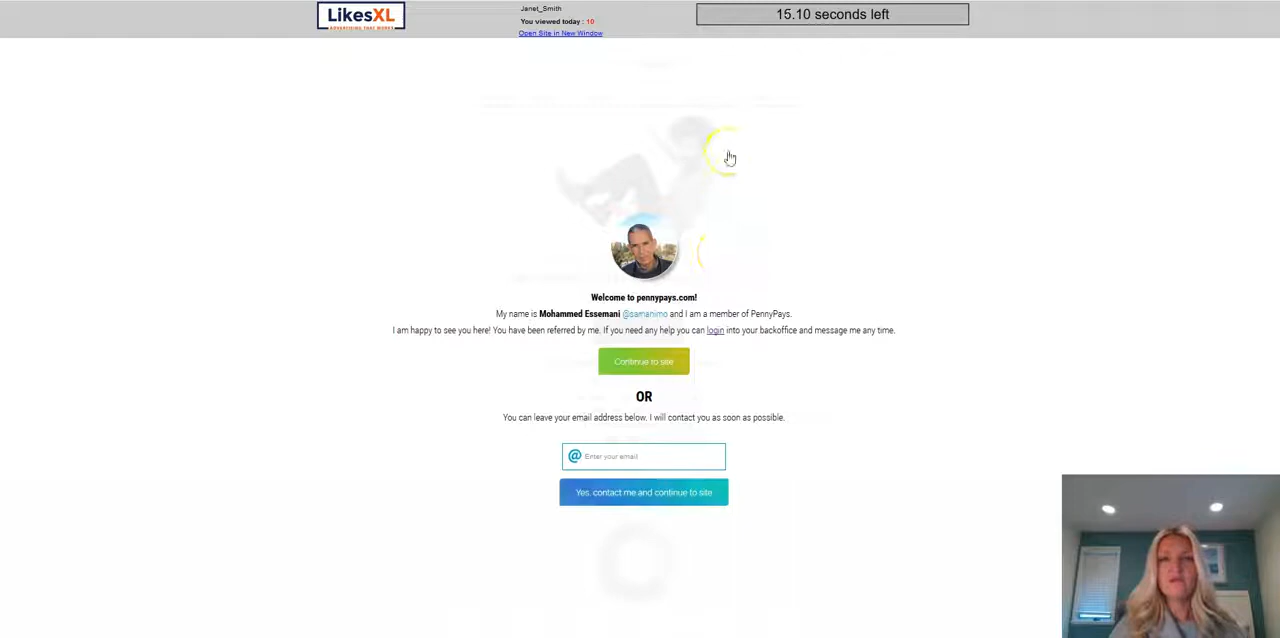 LikesXL
ADVERTISING THAT WORKS
Janet_Smith
You viewed today : 10
Open Site in New Window
15.10 seconds left
Welcome to pennypays.com!
My name is Mohammed Essemani @samanimo and I am a member of PennyPays.
I am happy to see you here! You have been referred by me. If you need any help you can login into your backoffice and message me any time.
Continue to site
OR
You can leave your email address below. I will contact you as soon as possible.
@ Enter your email
Yes, contact me and continue to site